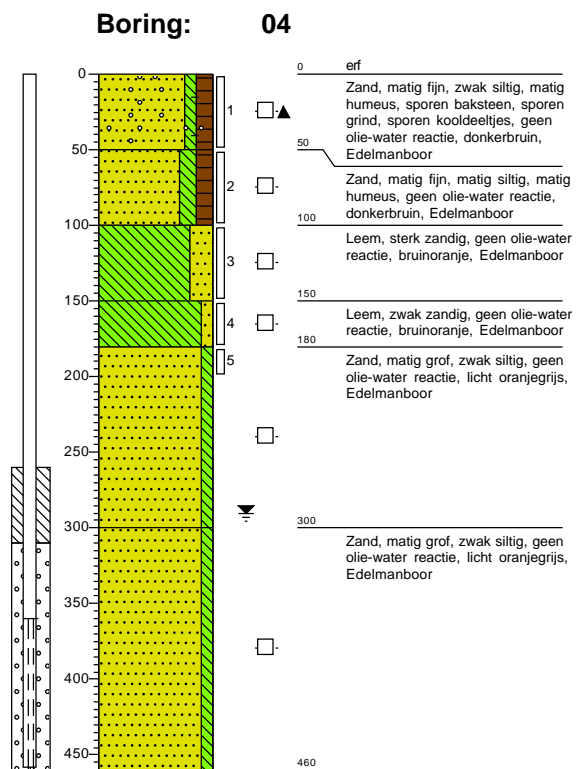 Boring: 04
0
50
100
150
200
250
300
350
400
450
1
2
3
4
5
0
erf
Zand, matig fijn, zwak siltig, matig
humeus, sporen baksteen, sporen
grind, sporen kooldeeltjes, geen
olie-water reactie, donkerbruin,
Edelmanboor
50
Zand, matig fijn, matig siltig, matig
humeus, geen olie-water reactie,
donkerbruin, Edelmanboor
100
Leem, sterk zandig, geen olie-water
reactie, bruinoranje, Edelmanboor
150
Leem, zwak zandig, geen olie-water
reactie, bruinoranje, Edelmanboor
180
Zand, matig grof, zwak siltig, geen
olie-water reactie, licht oranjegrijs,
Edelmanboor
300
Zand, matig grof, zwak siltig, geen
olie-water reactie, licht oranjegrijs,
Edelmanboor
460